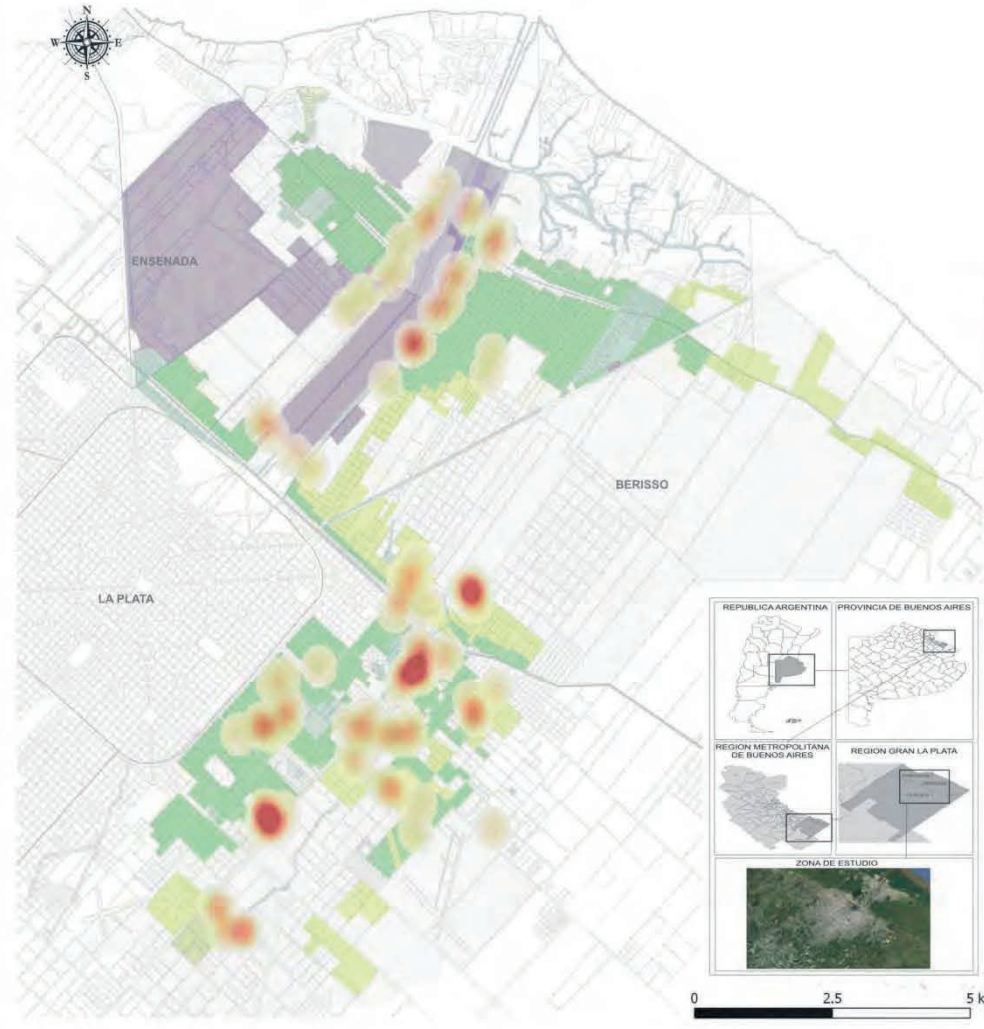 N
W E
S
ENSENADA
BERISSO
LA PLATA
REPUBLICA ARGENTINA
PROVINCIA DE BUENOS AIRES
REGION METROPOLITANA
DE BUENOS AIRES
REGION GRAN LA PLATA
ZONA DE ESTUDIO
0 2.5 5 k